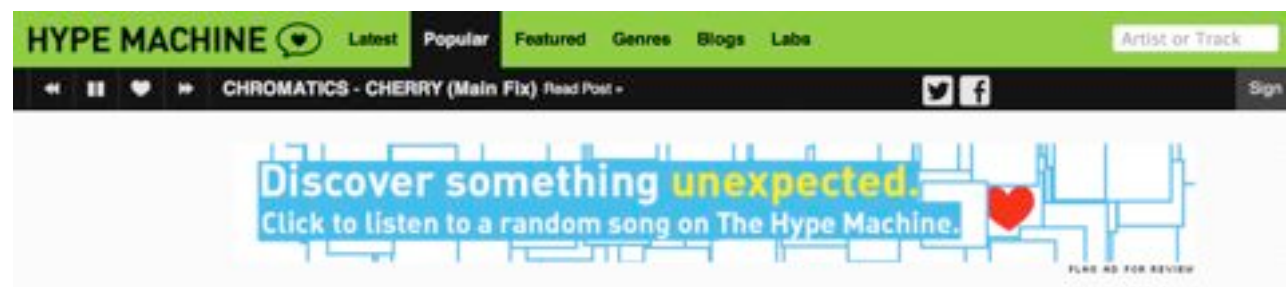 HYPE MACHINE Latest Popular Featured Genres Blogs Labs Artist or Track
CHROMATICS - CHERRY (Main Fix) Read Post » Sign
Discover something unexpected.
Click to listen to a random song on The Hype Machine.
FLAG AD FOR REVIEW